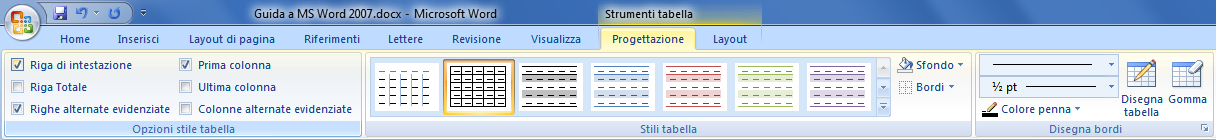 Guida a MS Word 2007.docx - Microsoft Word
Strumenti tabella
Home Inserisci Layout di pagina Riferimenti Lettere Revisione Visualizza Progettazione Layout
Riga di intestazione Prima colonna
Riga Totale Ultima colonna
Righe alternate evidenziate Colonne alternate evidenziate
Opzioni stile tabella
Sfondo
Bordi
Stili tabella
½ pt
Colore penna
Disegna tabella
Gomma
Disegna bordi